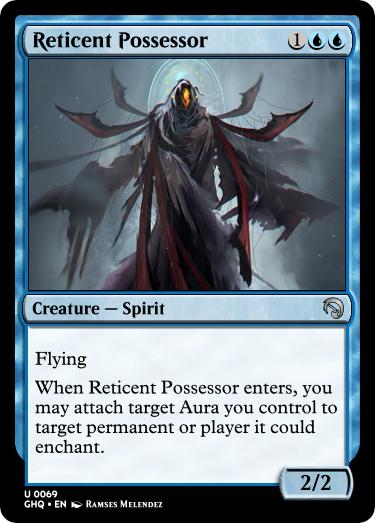 Reticent Possessor 1
Creature — Spirit
Flying
When Reticent Possessor enters, you
may attach target Aura you control to
target permanent or player it could
enchant.
2/2
U 0069
GHQ • EN Ramses Melendez